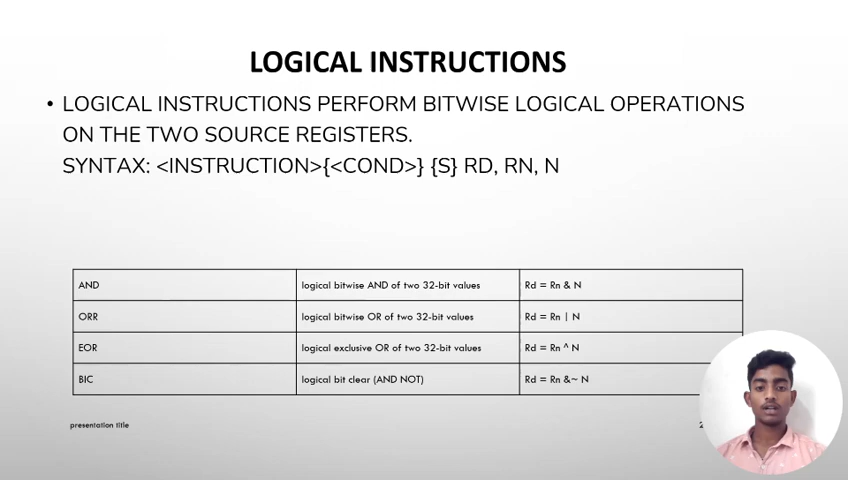 LOGICAL INSTRUCTIONS
• LOGICAL INSTRUCTIONS PERFORM BITWISE LOGICAL OPERATIONS
ON THE TWO SOURCE REGISTERS.
SYNTAX: <INSTRUCTION>{<COND>} {S} RD, RN, N
AND logical bitwise AND of two 32-bit values Rd = Rn & N
ORR logical bitwise OR of two 32-bit values Rd = Rn | N
EOR logical exclusive OR of two 32-bit values Rd = Rn ^ N
BIC logical bit clear (AND NOT) Rd = Rn &~ N
presentation title